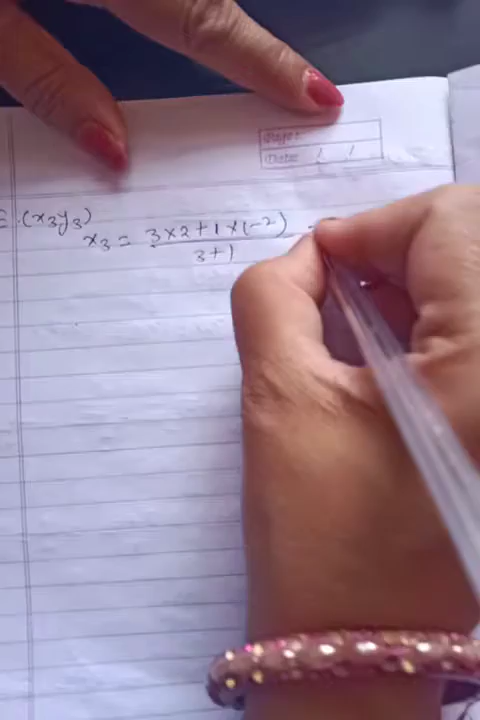 Page:
Date: / /
E (x₃y₃)
x₃ = 3×2+1×(-2) / 3+1